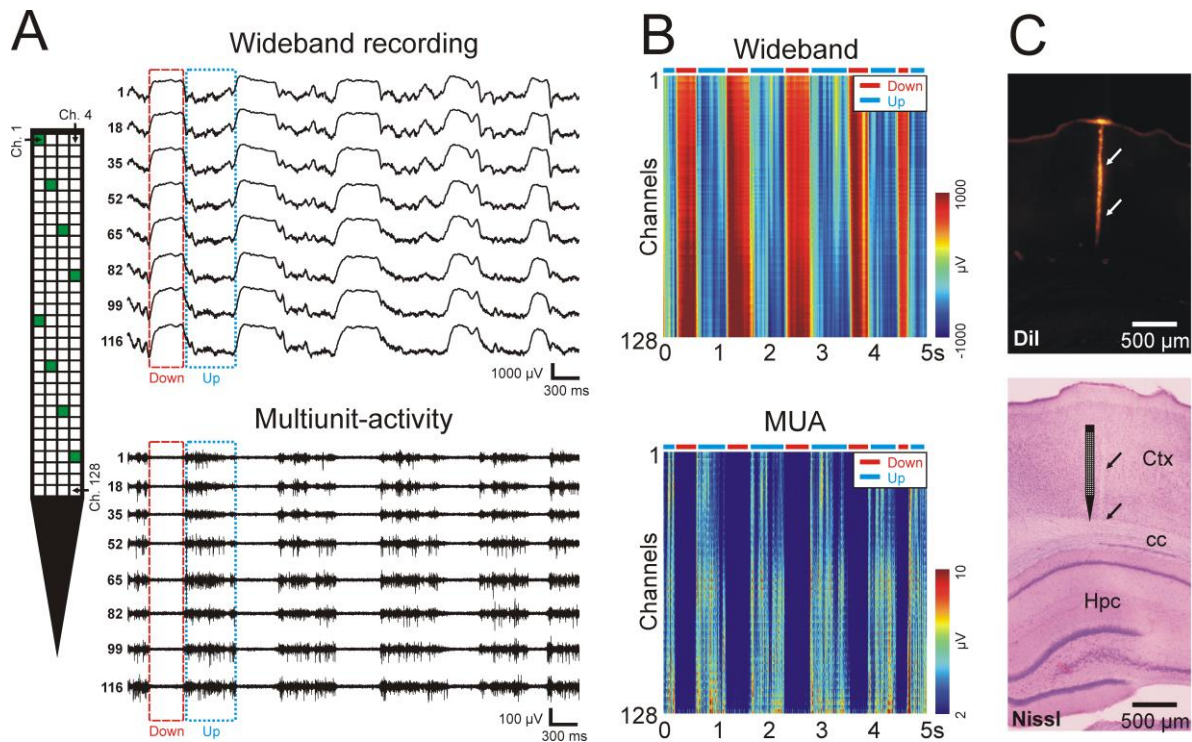 A
Wideband recording
Ch. 1
Ch. 4
1
18
35
52
65
82
99
116
Down
Up
1000 µV
300 ms
Ch. 128
Multiunit-activity
1
18
35
52
65
82
99
116
Down
Up
100 µV
300 ms
B
Wideband
1
Down
Up
Channels
128
0 1 2 3 4 5s
1000
µV
-1000
MUA
1
Down
Up
Channels
128
0 1 2 3 4 5s
10
µV
2
C
DiI
500 µm
Ctx
cc
Hpc
Nissl
500 µm